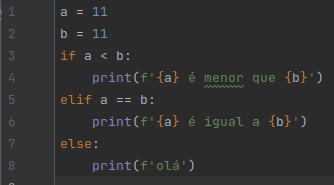 1 a = 11
2 b = 11
3 if a < b:
4     print(f'{a} é menor que {b}')
5 elif a == b:
6     print(f'{a} é igual a {b}')
7 else:
8     print(f'olá')